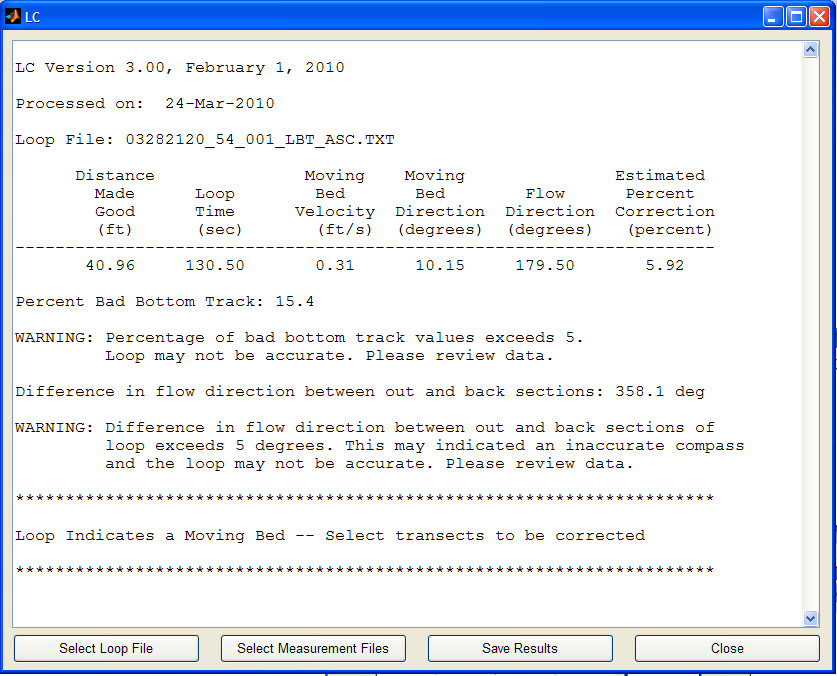 LC
LC Version 3.00, February 1, 2010
Processed on:  24-Mar-2010
Loop File: 03282120_54_001_LBT_ASC.TXT
      Distance               Moving    Moving               Estimated
        Made      Loop        Bed       Bed        Flow      Percent
        Good      Time      Velocity  Direction  Direction  Correction
        (ft)      (sec)       (ft/s)  (degrees)  (degrees)   (percent)
----------------------------------------------------------------------
       40.96     130.50       0.31      10.15     179.50       5.92
Percent Bad Bottom Track: 15.4
WARNING: Percentage of bad bottom track values exceeds 5.
         Loop may not be accurate. Please review data.
Difference in flow direction between out and back sections: 358.1 deg
WARNING: Difference in flow direction between out and back sections of
         loop exceeds 5 degrees. This may indicated an inaccurate compass
         and the loop may not be accurate. Please review data.
**********************************************************************
Loop Indicates a Moving Bed -- Select transects to be corrected
**********************************************************************
Select Loop File Select Measurement Files Save Results Close